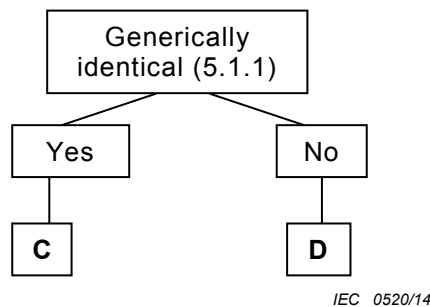 Generically
identical (5.1.1)
Yes
No
C
D
IEC 0520/14